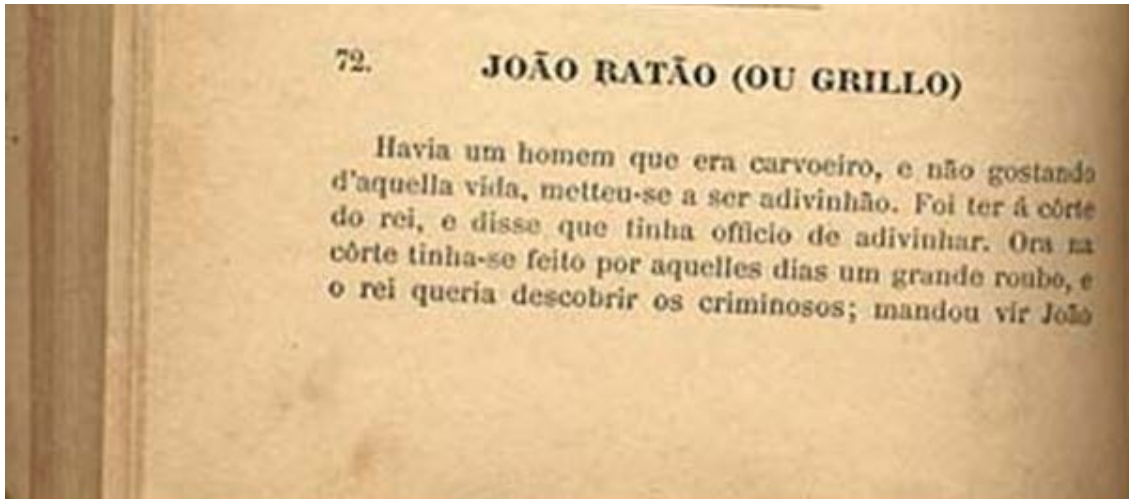 72. JOÃO RATÃO (OU GRILLO)
Havia um homem que era carvoeiro, e não gostando
d'aquella vida, metteu-se a ser adivinhão. Foi ter á côrte
do rei, e disse que tinha officio de adivinhar. Ora na
côrte tinha-se feito por aquelles dias um grande roubo, e
o rei queria descobrir os criminosos; mandou vir João